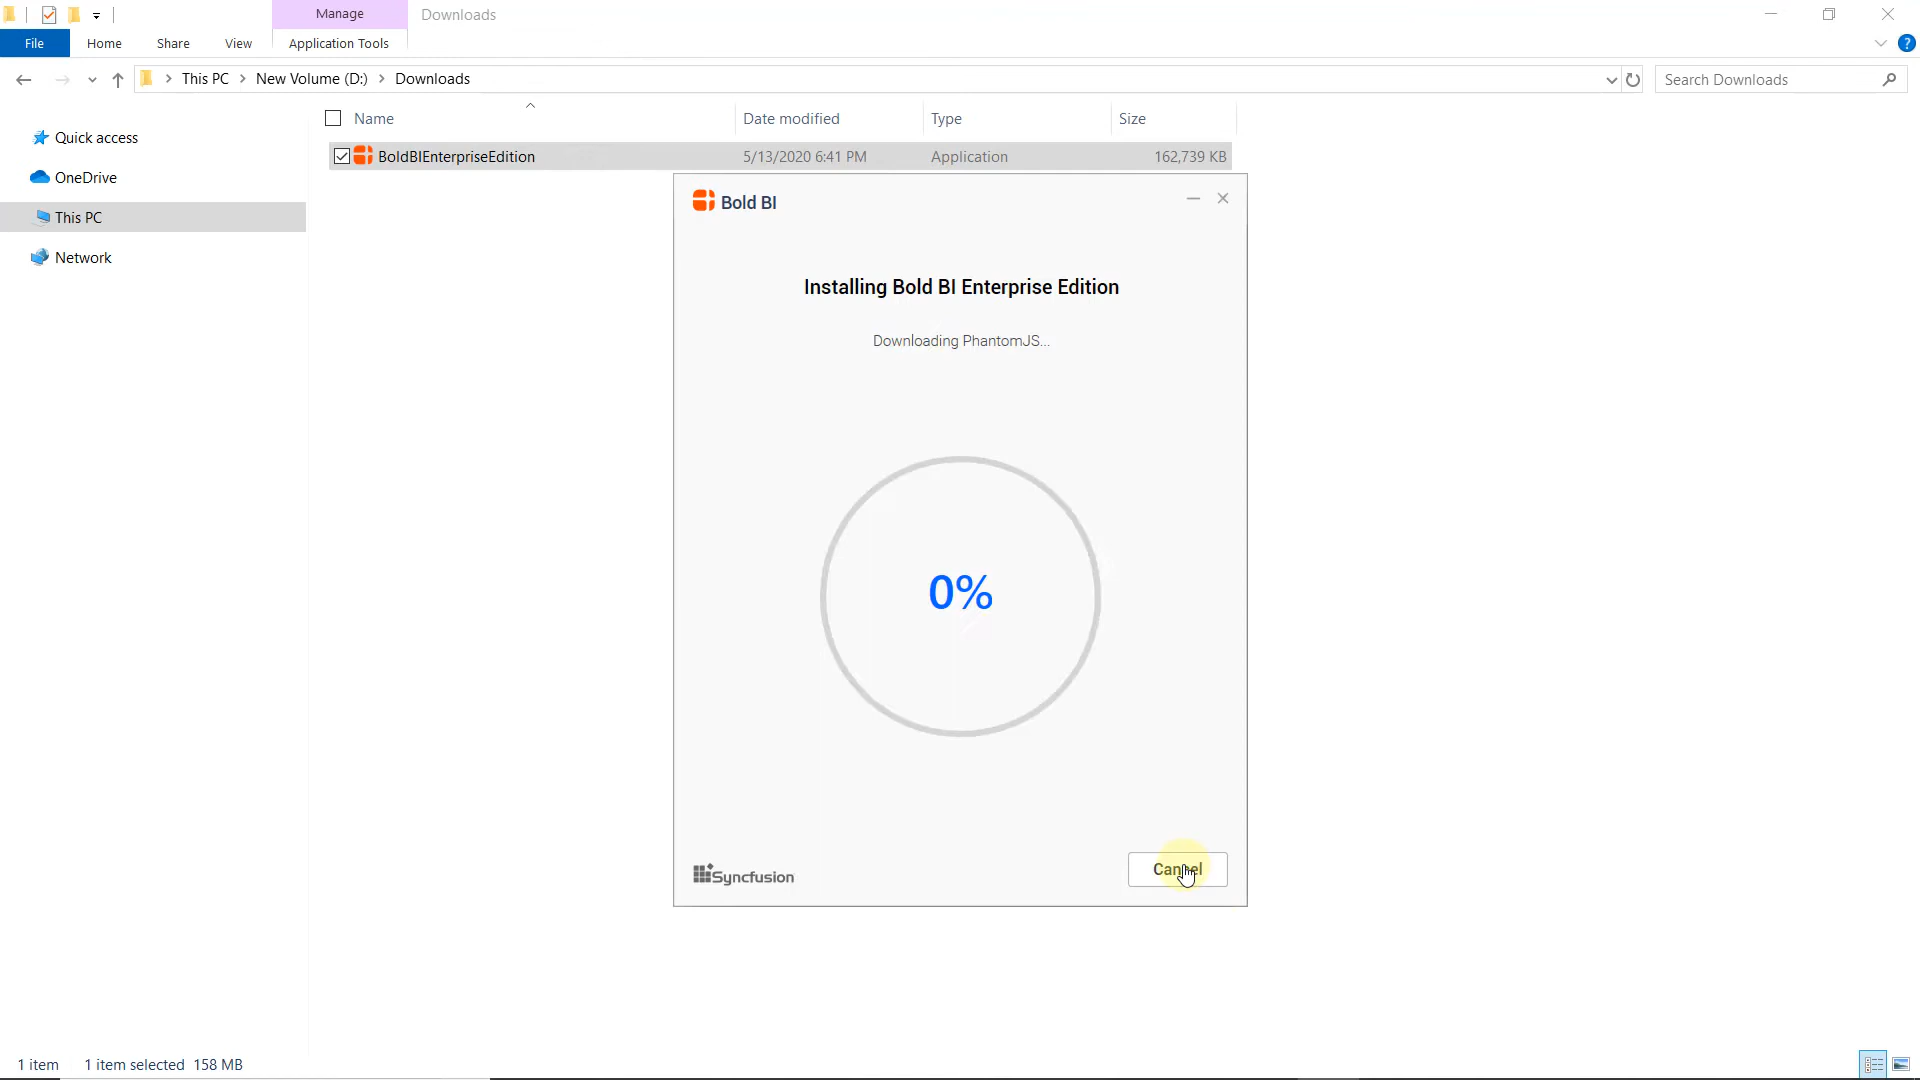 Manage
Downloads
File
Home
Share
View
Application Tools
This PC
New Volume (D:)
Downloads
Search Downloads
Name
Date modified
Type
Size
Quick access
OneDrive
This PC
Network
BoldBIEnterpriseEdition
5/13/2020 6:41 PM
Application
162,739 KB
Bold BI
Installing Bold BI Enterprise Edition
Downloading PhantomJS...
0%
Syncfusion
Cancel
1 item
1 item selected 158 MB